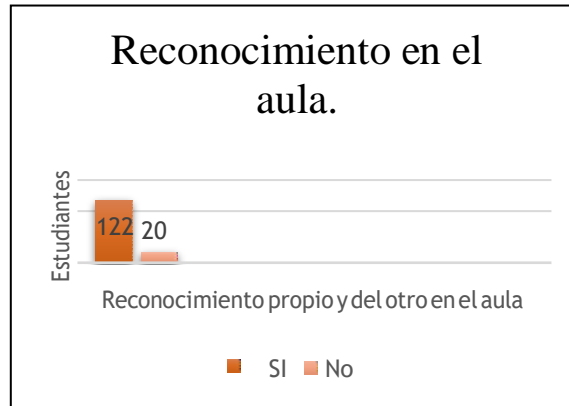 Reconocimiento en el
aula.
Estudiantes
122 20
Reconocimiento propio y del otro en el aula
SI No